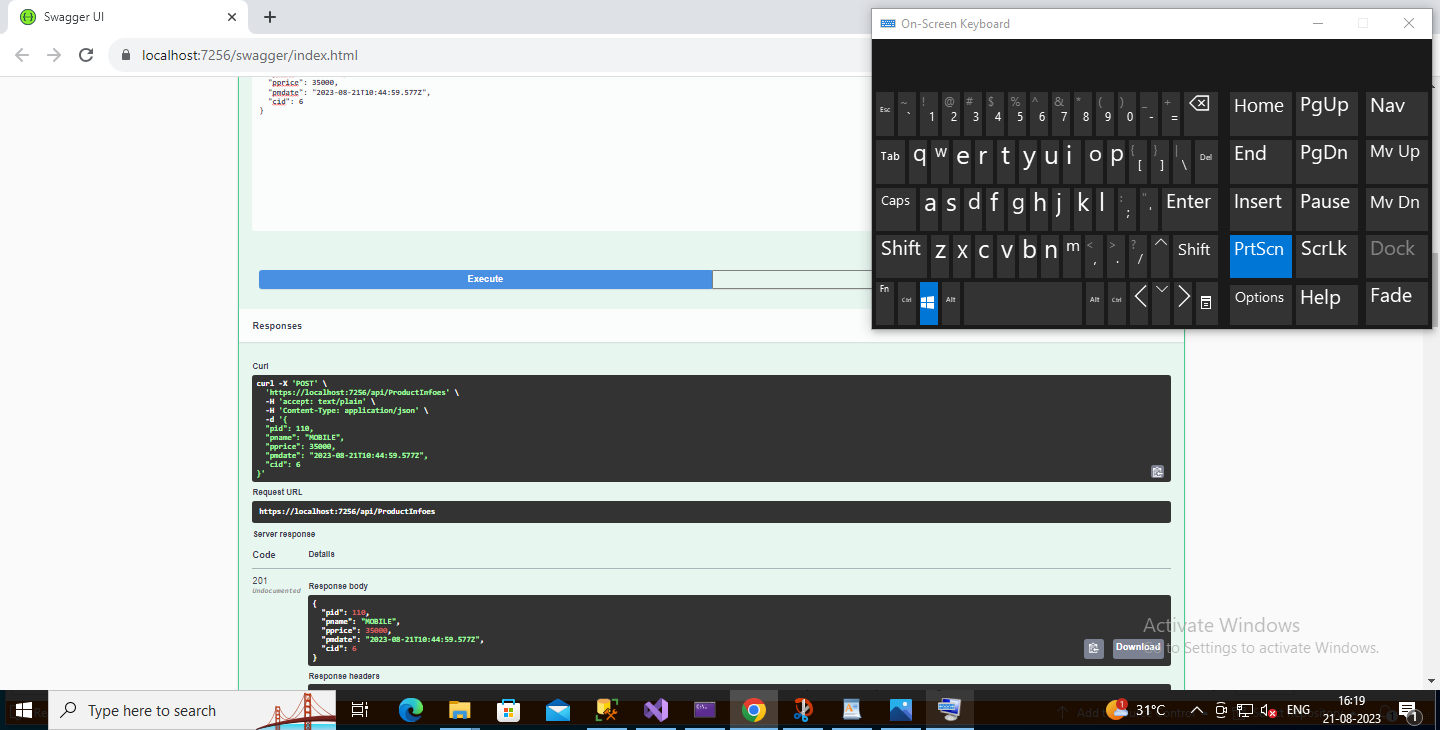 Swagger UI
localhost:7256/swagger/index.html
"pprice": 35000,
"pmdate": "2023-08-21T10:44:59.577Z",
"cid": 6
}
Execute
Responses
Curl
curl -X 'POST' \
'https://localhost:7256/api/ProductInfoes' \
-H 'accept: text/plain' \
-H 'Content-Type: application/json' \
-d '{
"pid": 110,
"pname": "MOBILE",
"pprice": 35000,
"pmdate": "2023-08-21T10:44:59.577Z",
"cid": 6
}'
Request URL
https://localhost:7256/api/ProductInfoes
Server response
Code Details
201
Undocumented
Response body
{
"pid": 110,
"pname": "MOBILE",
"pprice": 35000,
"pmdate": "2023-08-21T10:44:59.577Z",
"cid": 6
}
Download
Response headers
On-Screen Keyboard
Esc ~ ` ! 1 @ 2 # 3 $ 4 % 5 ^ 6 & 7 * 8 ( 9 ) 0 _ - + = Home PgUp Nav
Tab q w e r t y u i o p { [ } ] | \ Del End PgDn Mv Up
Caps a s d f g h j k l : ; " ' Enter Insert Pause Mv Dn
Shift z x c v b n m < , > . ? / Shift PrtScn ScrLk Dock
Fn Ctrl Alt Alt Ctrl Options Help Fade
Activate Windows
to Settings to activate Windows.
Type here to search
1
31°C
ENG
16:19
21-08-2023
1